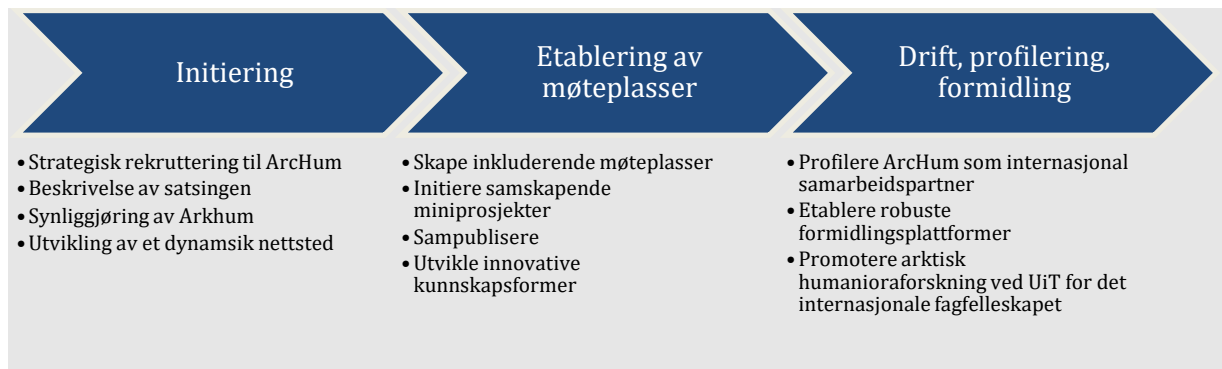 Initiering
• Strategisk rekruttering til ArcHum
• Beskrivelse av satsingen
• Synliggjøring av Arkhum
• Utvikling av et dynamsik nettsted
Etablering av
møteplasser
• Skape inkluderende møteplasser
• Initiere samskapende
miniprosjekter
• Sampublisere
• Utvikle innovative
kunnskapsformer
Drift, profilering,
formidling
• Profilere ArcHum som internasjonal
samarbeidspartner
• Etablere robuste
formidlingsplattformer
• Promotere arktisk
humanioraforskning ved UiT for det
internasjonale fagfelleskapet